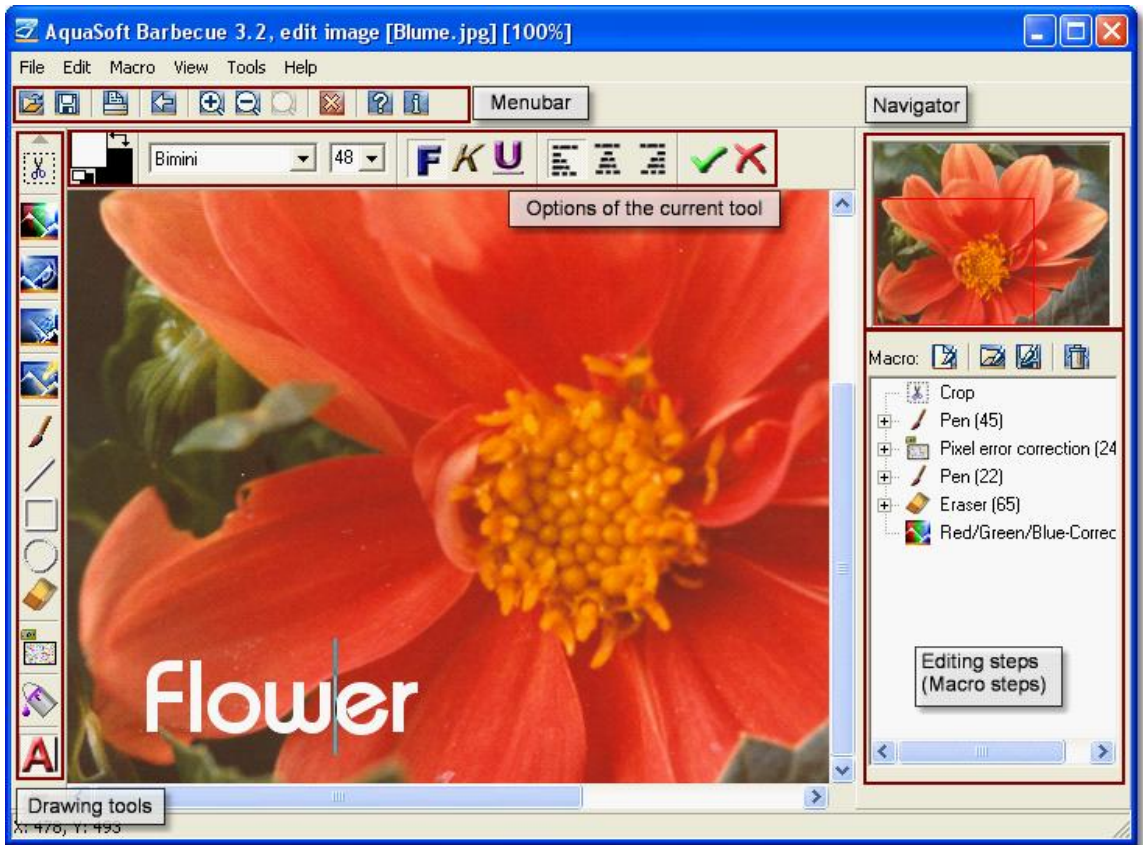 AquaSoft Barbecue 3.2, edit image [Blume.jpg] [100%]
File Edit Macro View Tools Help
Menubar
Navigator
Bimini 48 F K U
Options of the current tool
Macro:
Crop
Pen (45)
Pixel error correction (24
Pen (22)
Eraser (65)
Red/Green/Blue-Correc
Editing steps
(Macro steps)
Flower
A
Drawing tools
X: 478, Y: 493